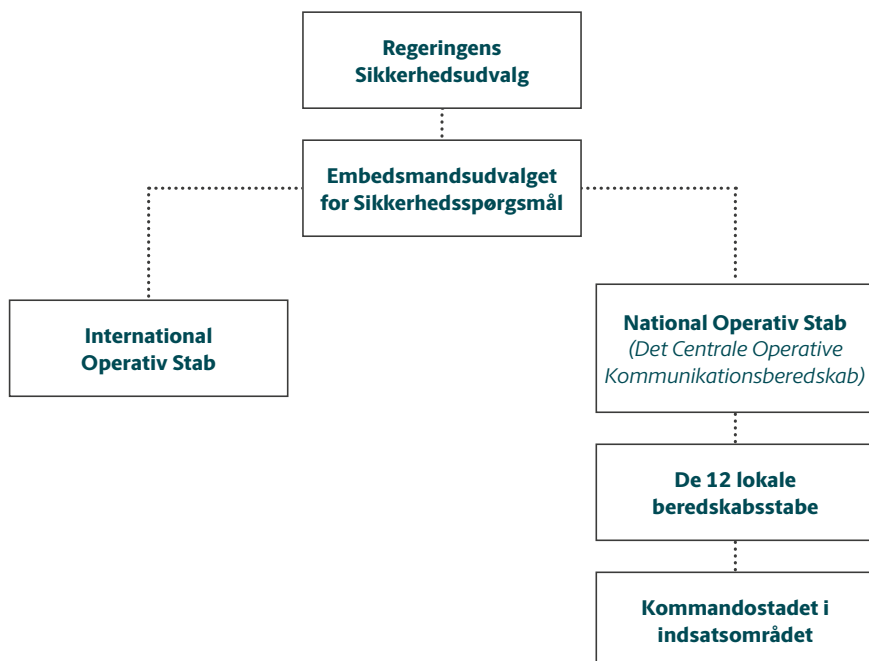 Regeringens
Sikkerhedsudvalg
Embedsmandsudvalget
for Sikkerhedsspørgsmål
International
Operativ Stab
National Operativ Stab
(Det Centrale Operative
Kommunikationsberedskab)
De 12 lokale
beredskabsstabe
Kommandostadet i
indsatsområdet